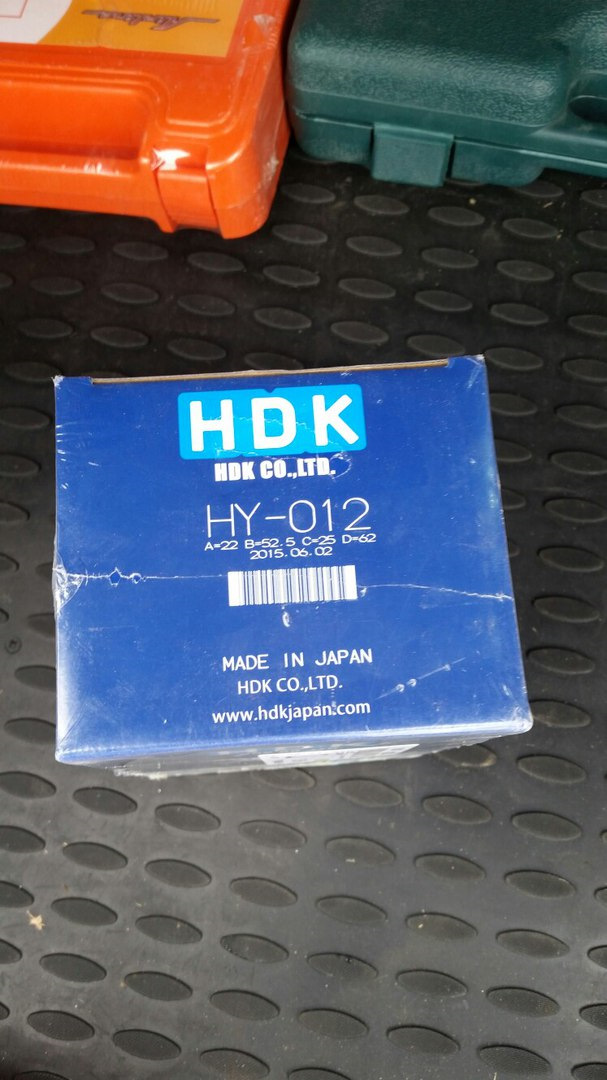 HDK
HDK CO.,LTD.
HY-012
A=22 B=52.5 C=25 D=62
2015.06.02
MADE IN JAPAN
HDK CO.,LTD.
www.hdkjapan.com